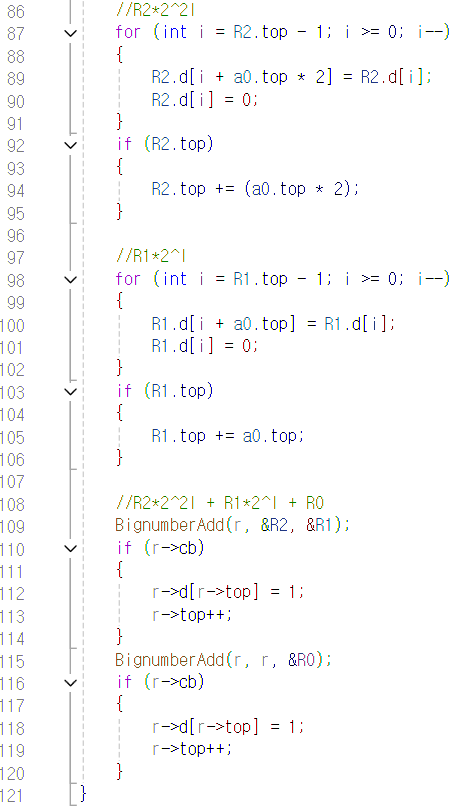 86 //R2*2^2l
87 for (int i = R2.top - 1; i >= 0; i--)
88 {
89 R2.d[i + a0.top * 2] = R2.d[i];
90 R2.d[i] = 0;
91 }
92 if (R2.top)
93 {
94 R2.top += (a0.top * 2);
95 }
96
97 //R1*2^l
98 for (int i = R1.top - 1; i >= 0; i--)
99 {
100 R1.d[i + a0.top] = R1.d[i];
101 R1.d[i] = 0;
102 }
103 if (R1.top)
104 {
105 R1.top += a0.top;
106 }
107
108 //R2*2^2l + R1*2^l + R0
109 BignumberAdd(r, &R2, &R1);
110 if (r->cb)
111 {
112 r->d[r->top] = 1;
113 r->top++;
114 }
115 BignumberAdd(r, r, &R0);
116 if (r->cb)
117 {
118 r->d[r->top] = 1;
119 r->top++;
120 }
121 }